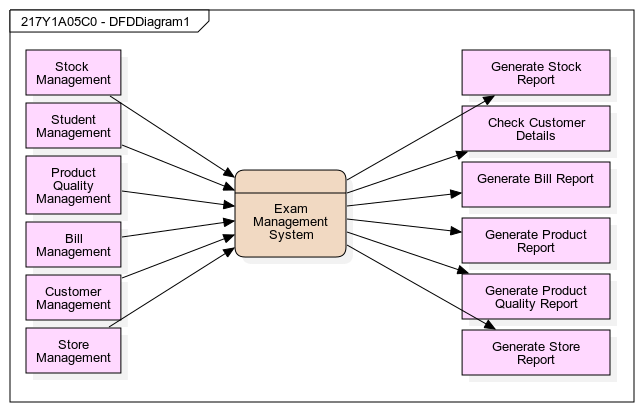 217Y1A05C0 - DFDDiagram1
Stock
Management
Student
Management
Product
Quality
Management
Bill
Management
Customer
Management
Store
Management
Exam
Management
System
Generate Stock
Report
Check Customer
Details
Generate Bill Report
Generate Product
Report
Generate Product
Quality Report
Generate Store
Report